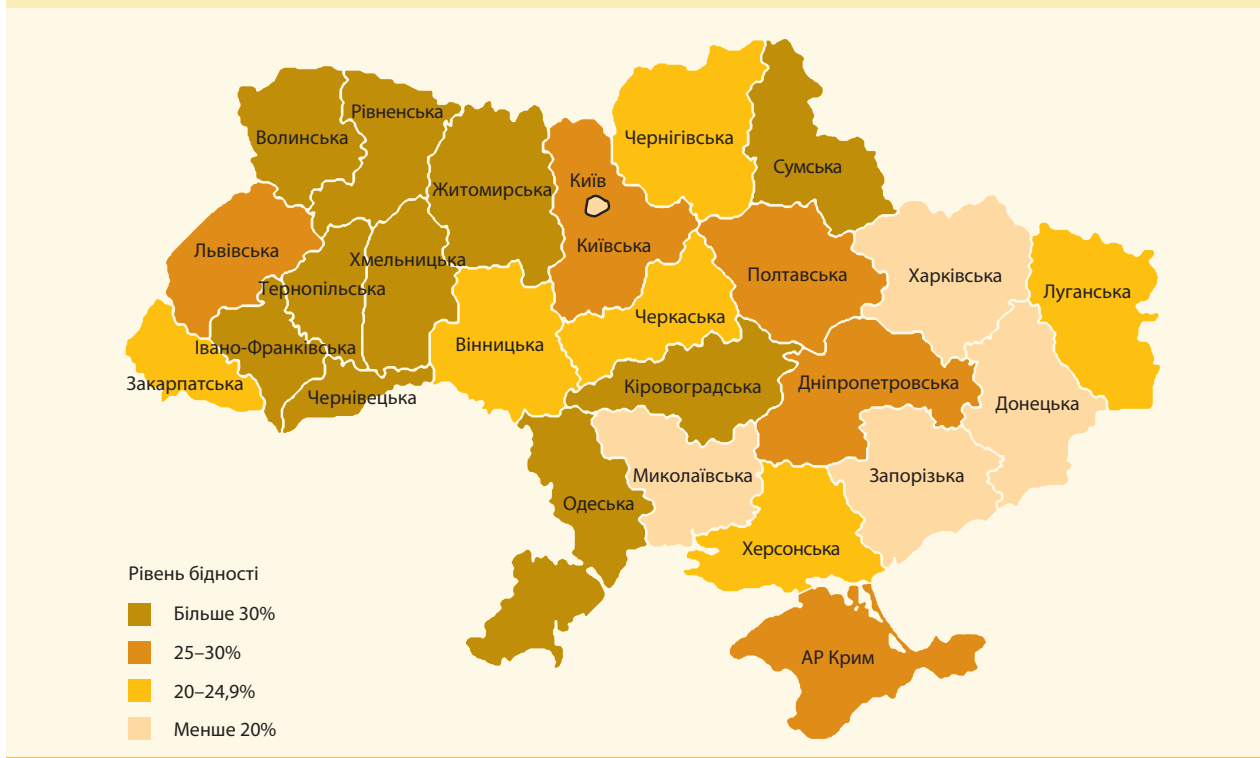 Рівненська
Волинська
Чернігівська
Сумська
Київ
Житомирська
Київська
Львівська
Хмельницька
Полтавська
Харківська
Тернопільська
Луганська
Черкаська
Івано-Франківська
Вінницька
Закарпатська
Чернівецька
Кіровоградська
Дніпропетровська
Донецька
Миколаївська
Запорізька
Одеська
Херсонська
АР Крим
Рівень бідності
Більше 30%
25–30%
20–24,9%
Менше 20%